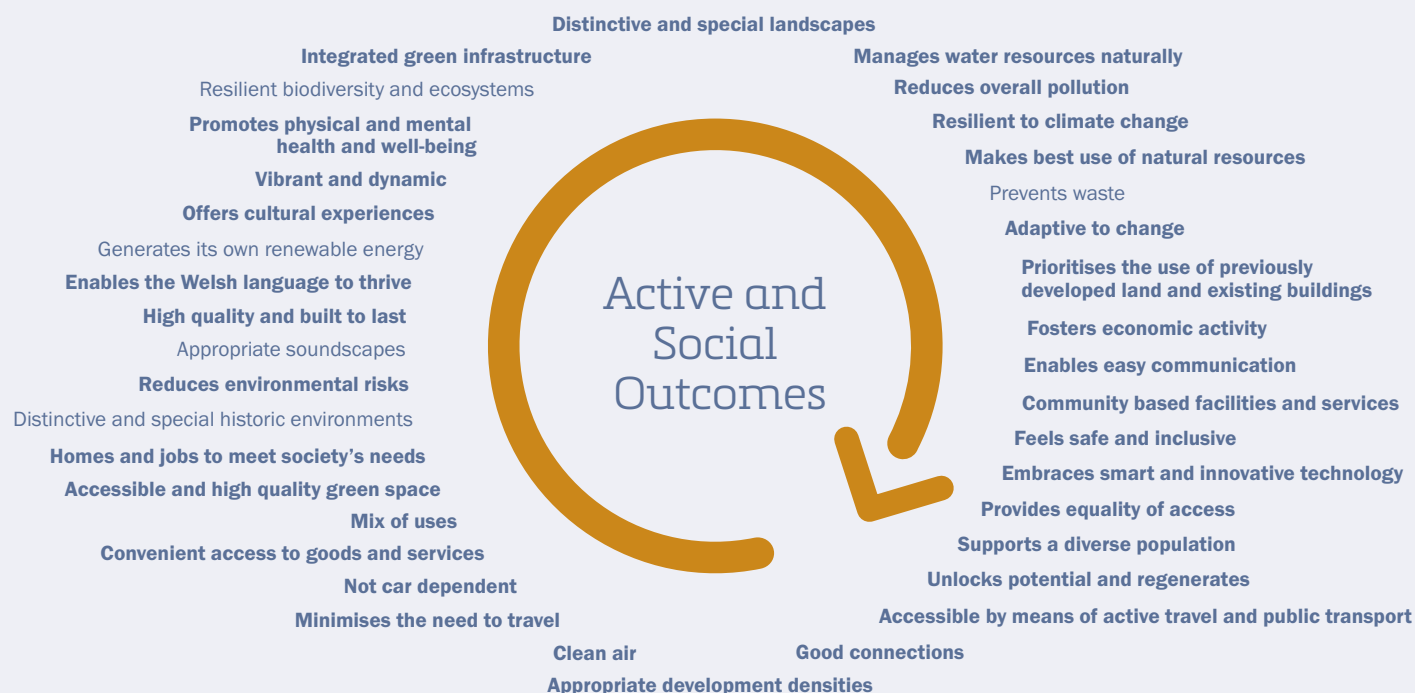 Distinctive and special landscapes
Integrated green infrastructure
Manages water resources naturally
Resilient biodiversity and ecosystems
Reduces overall pollution
Promotes physical and mental
health and well-being
Resilient to climate change
Makes best use of natural resources
Vibrant and dynamic
Prevents waste
Offers cultural experiences
Adaptive to change
Generates its own renewable energy
Prioritises the use of previously
developed land and existing buildings
Enables the Welsh language to thrive
High quality and built to last
Fosters economic activity
Appropriate soundscapes
Enables easy communication
Reduces environmental risks
Community based facilities and services
Distinctive and special historic environments
Feels safe and inclusive
Homes and jobs to meet society's needs
Embraces smart and innovative technology
Accessible and high quality green space
Provides equality of access
Mix of uses
Supports a diverse population
Convenient access to goods and services
Unlocks potential and regenerates
Not car dependent
Accessible by means of active travel and public transport
Minimises the need to travel
Clean air
Good connections
Appropriate development densities
Active and
Social
Outcomes